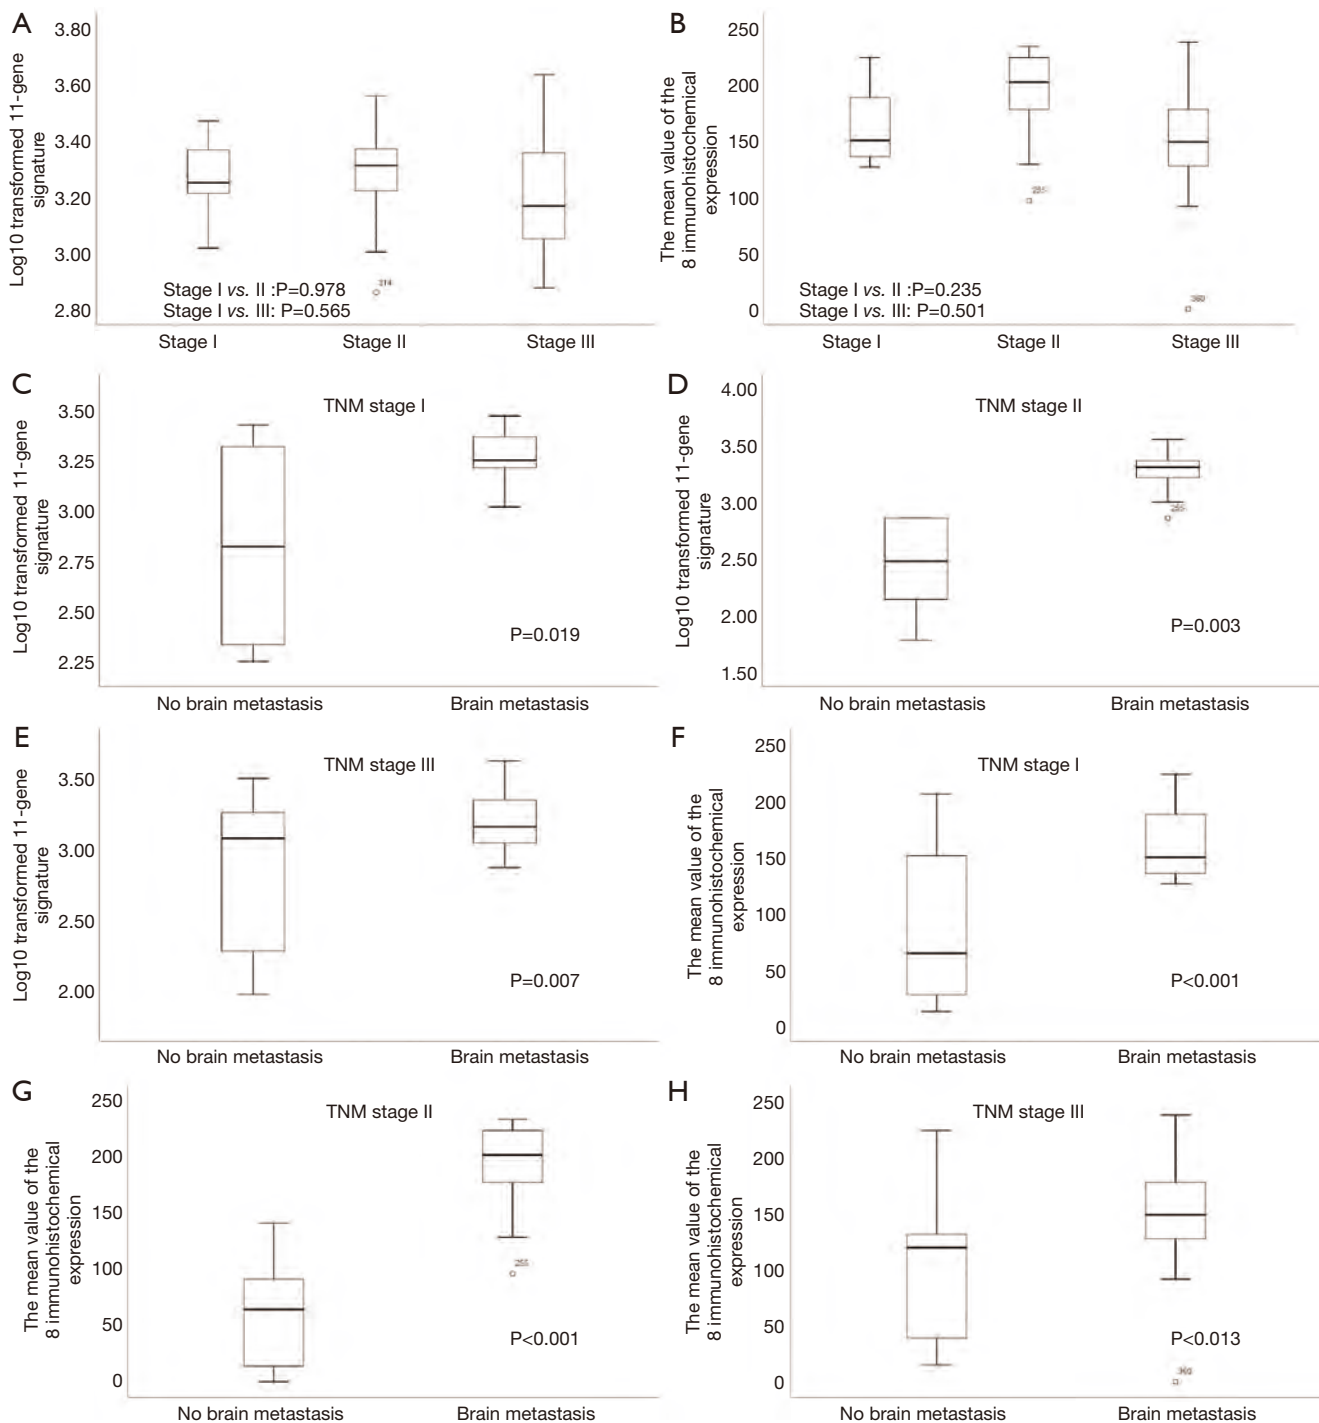 A
3.80
3.60
3.40
3.20
3.00
2.80
Log10 transformed 11-gene
signature
Stage I vs. II :P=0.978
Stage I vs. III: P=0.565
Stage I
Stage II
Stage III
B
250
200
150
100
50
0
The mean value of the
8 immunohistochemical
expression
Stage I vs. II :P=0.235
Stage I vs. III: P=0.501
Stage I
Stage II
Stage III
C
TNM stage I
3.50
3.25
3.00
2.75
2.50
2.25
Log10 transformed 11-gene
signature
P=0.019
No brain metastasis
Brain metastasis
D
TNM stage II
4.00
3.50
3.00
2.50
2.00
1.50
Log10 transformed 11-gene
signature
P=0.003
No brain metastasis
Brain metastasis
E
TNM stage III
3.50
3.00
2.50
2.00
Log10 transformed 11-gene
signature
P=0.007
No brain metastasis
Brain metastasis
F
TNM stage I
250
200
150
100
50
0
The mean value of the
8 immunohistochemical
expression
P<0.001
No brain metastasis
Brain metastasis
G
TNM stage II
250
200
150
100
50
0
The mean value of the
8 immunohistochemical
expression
P<0.001
No brain metastasis
Brain metastasis
H
TNM stage III
250
200
150
100
50
0
The mean value of the
8 immunohistochemical
expression
P<0.013
No brain metastasis
Brain metastasis